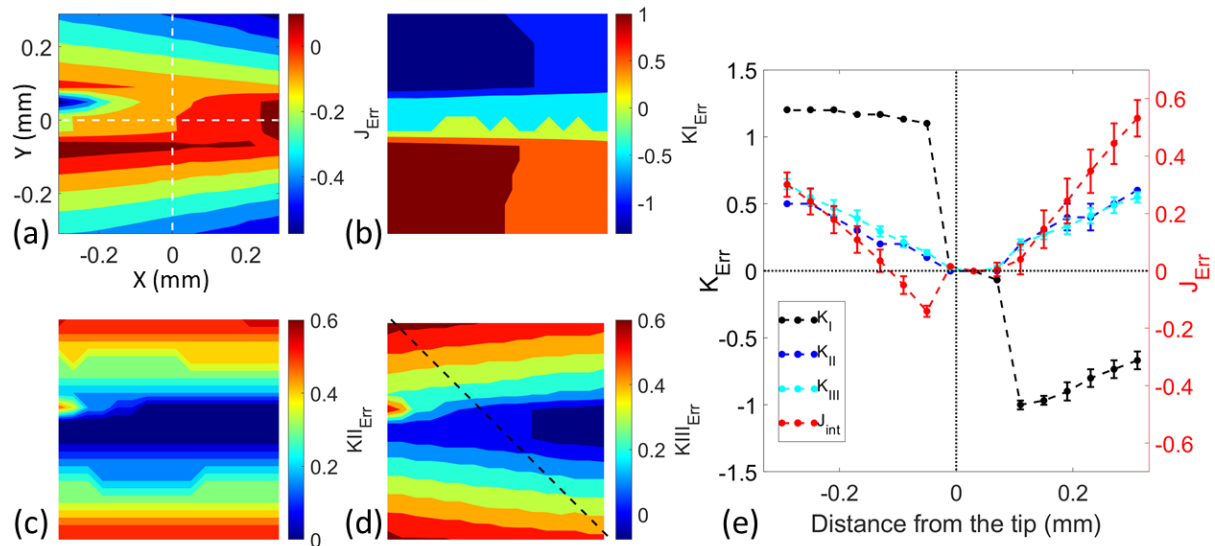 0.2
0
-0.2
Y (mm)
-0.2
0
0.2
X (mm)
(a)
0
-0.2
-0.4
J_Err
(b)
1
0.5
0
-0.5
-1
KI_Err
(c)
0.6
0.4
0.2
0
KII_Err
(d)
0.6
0.4
0.2
0
KIII_Err
1.5
1
0.5
0
-0.5
-1
-1.5
K_Err
K_I
K_II
K_III
J_int
0.6
0.4
0.2
0
-0.2
-0.4
-0.6
J_Err
-0.2
0
0.2
Distance from the tip (mm)
(e)